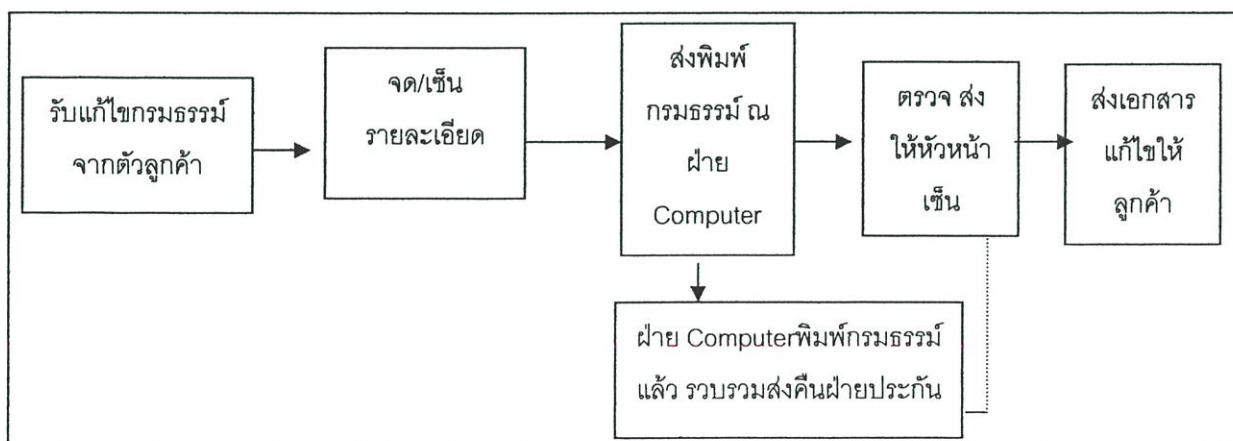 รับแก้ไขกรมธรรม์
จากตัวลูกค้า
จด/เซ็น
รายละเอียด
ส่งพิมพ์
กรมธรรม์ ณ
ฝ่าย
Computer
ตรวจ ส่ง
ให้หัวหน้า
เซ็น
ส่งเอกสาร
แก้ไขให้
ลูกค้า
ฝ่าย Computerพิมพ์กรมธรรม์
แล้ว รวบรวมส่งคืนฝ่ายประกัน